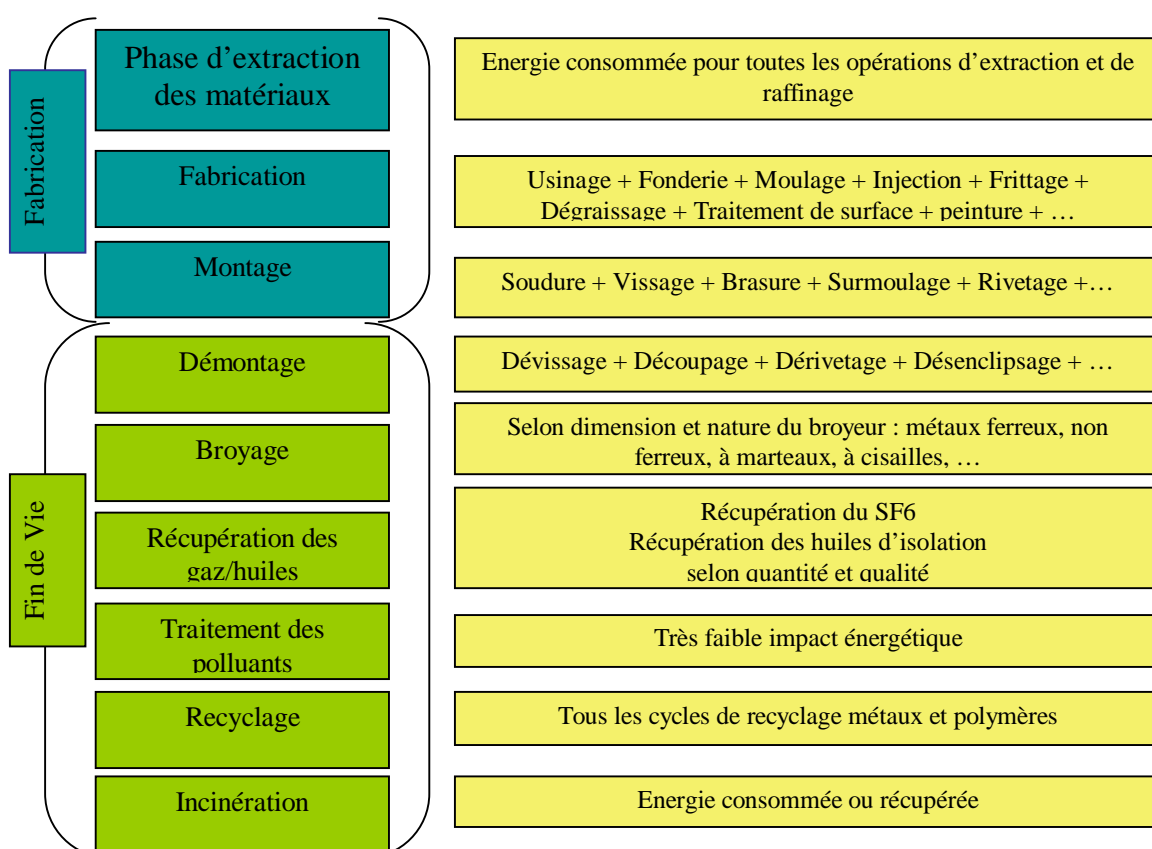 Fabrication
Phase d’extraction
des matériaux
Energie consommée pour toutes les opérations d’extraction et de
raffinage
Fabrication
Usinage + Fonderie + Moulage + Injection + Frittage +
Dégraissage + Traitement de surface + peinture + …
Montage
Soudure + Vissage + Brasure + Surmoulage + Rivetage +…
Fin de Vie
Démontage
Dévissage + Découpage + Dérivetage + Désenclipsage + …
Broyage
Selon dimension et nature du broyeur : métaux ferreux, non
ferreux, à marteaux, à cisailles, …
Récupération des
gaz/huiles
Récupération du SF6
Récupération des huiles d’isolation
selon quantité et qualité
Traitement des
polluants
Très faible impact énergétique
Recyclage
Tous les cycles de recyclage métaux et polymères
Incinération
Energie consommée ou récupérée